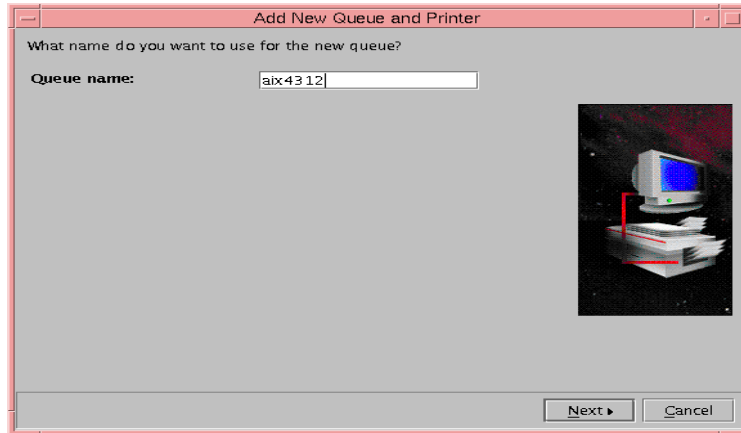 Add New Queue and Printer
What name do you want to use for the new queue?
Queue name: aix4312
Next
Cancel